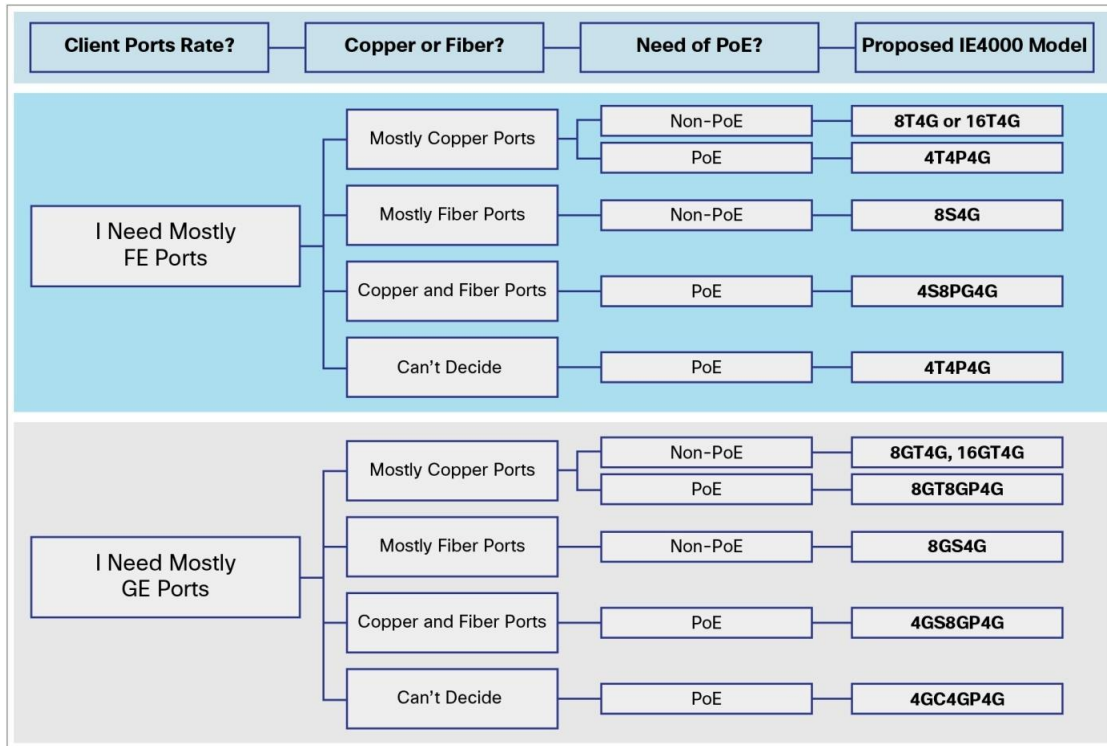 Client Ports Rate?
Copper or Fiber?
Need of PoE?
Proposed IE4000 Model
I Need Mostly
FE Ports
Mostly Copper Ports
Non-PoE
8T4G or 16T4G
PoE
4T4P4G
Mostly Fiber Ports
Non-PoE
8S4G
Copper and Fiber Ports
PoE
4S8PG4G
Can't Decide
PoE
4T4P4G
I Need Mostly
GE Ports
Mostly Copper Ports
Non-PoE
8GT4G, 16GT4G
PoE
8GT8GP4G
Mostly Fiber Ports
Non-PoE
8GS4G
Copper and Fiber Ports
PoE
4GS8GP4G
Can't Decide
PoE
4GC4GP4G